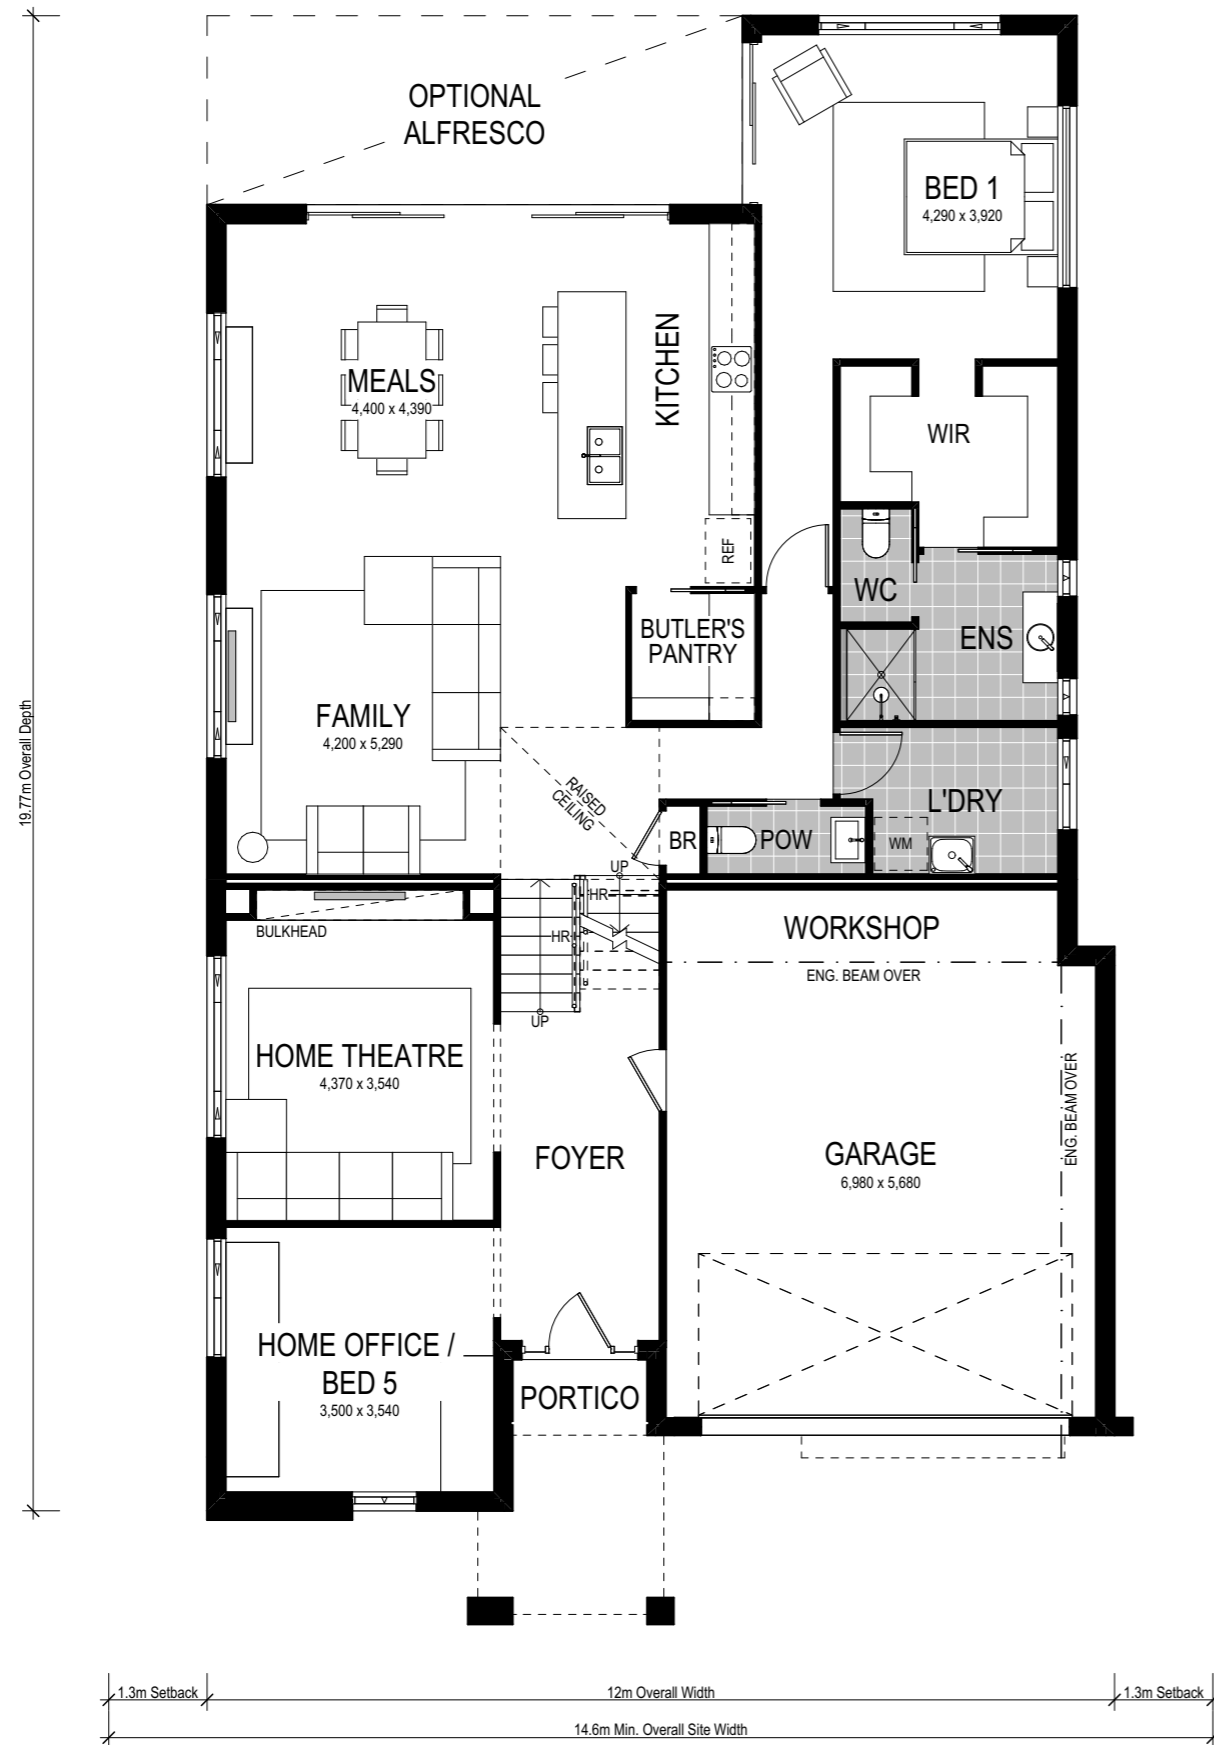 OPTIONAL
ALFRESCO
BED 1
4,290 x 3,920
MEALS
4,400 x 4,390
KITCHEN
WIR
REF
WC
ENS
BUTLER'S
PANTRY
FAMILY
4,200 x 5,290
19.77m Overall Depth
RAISED
CEILING
L'DRY
BR
POW
WM
UP
HR
HR
UP
BULKHEAD
WORKSHOP
ENG. BEAM OVER
HOME THEATRE
4,370 x 3,540
ENG. BEAM OVER
FOYER
GARAGE
6,980 x 5,680
HOME OFFICE /
BED 5
3,500 x 3,540
PORTICO
1.3m Setback
12m Overall Width
1.3m Setback
14.6m Min. Overall Site Width